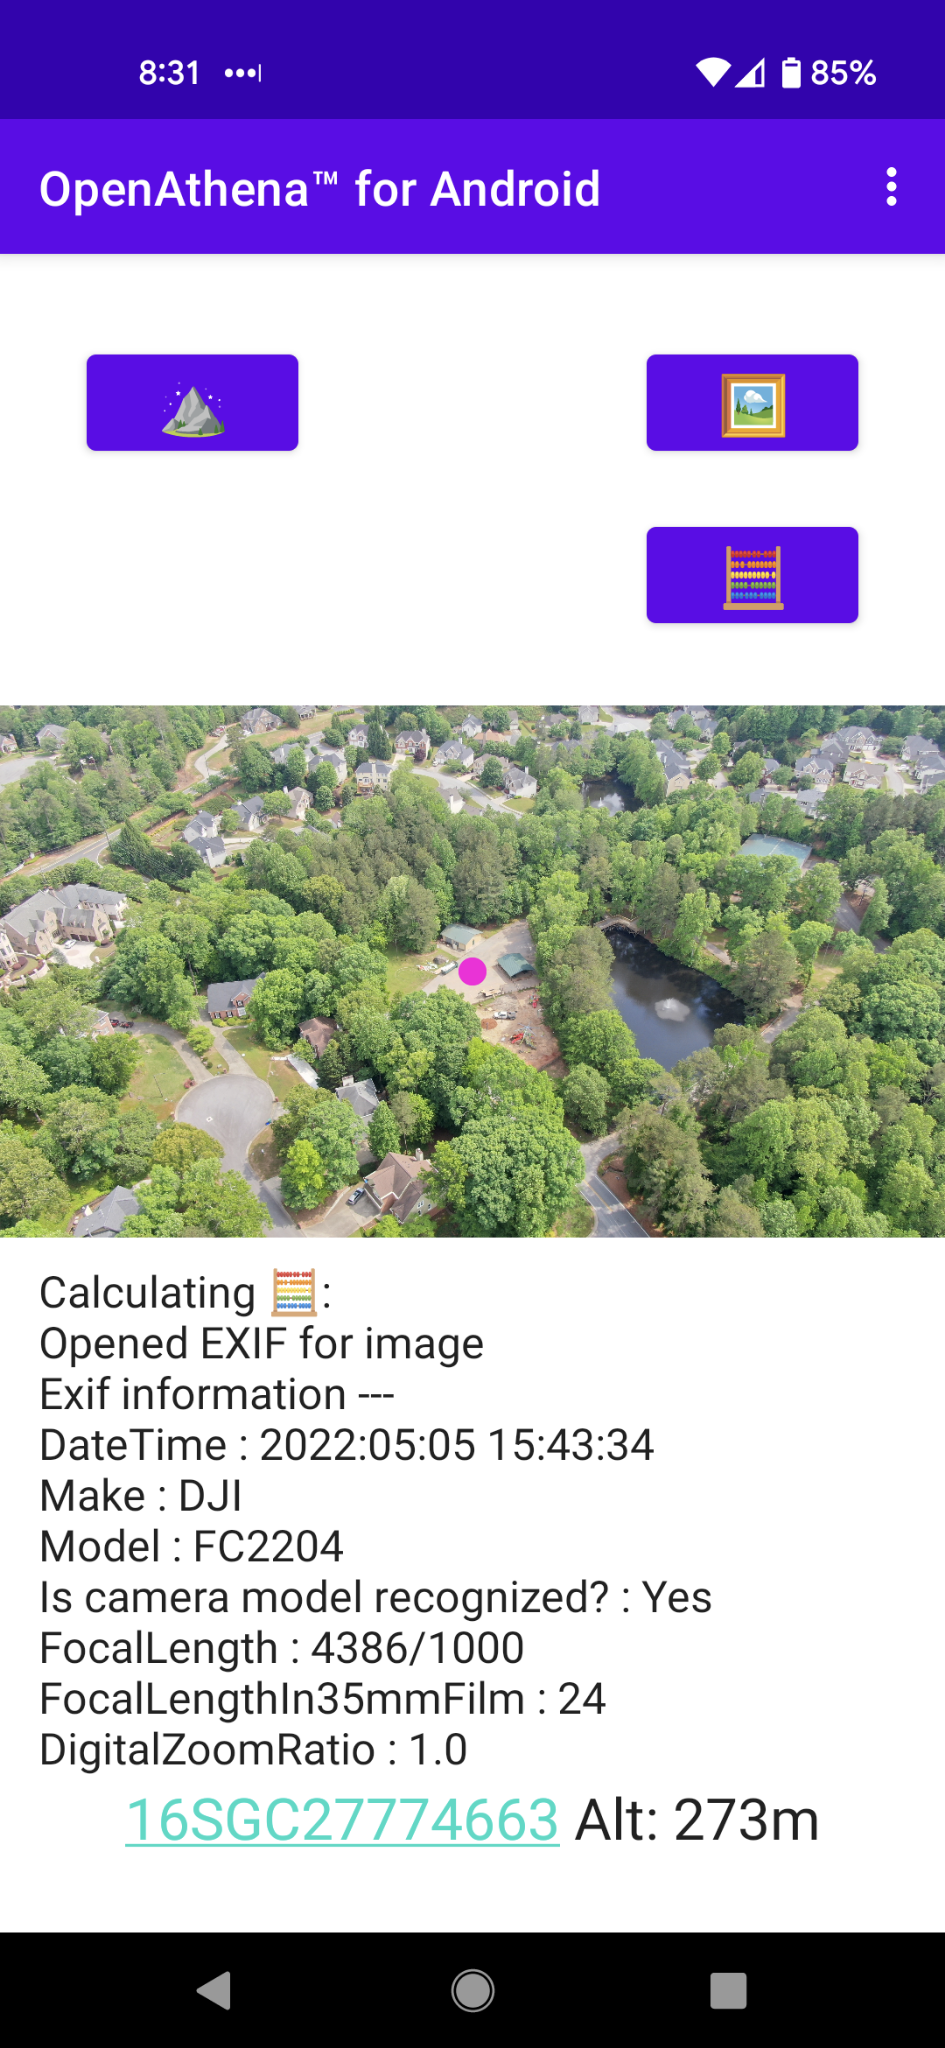 8:31
85%
OpenAthena™ for Android
Calculating 🧮:
Opened EXIF for image
Exif information ---
DateTime : 2022:05:05 15:43:34
Make : DJI
Model : FC2204
Is camera model recognized? : Yes
FocalLength : 4386/1000
FocalLengthIn35mmFilm : 24
DigitalZoomRatio : 1.0
16SGC27774663 Alt: 273m